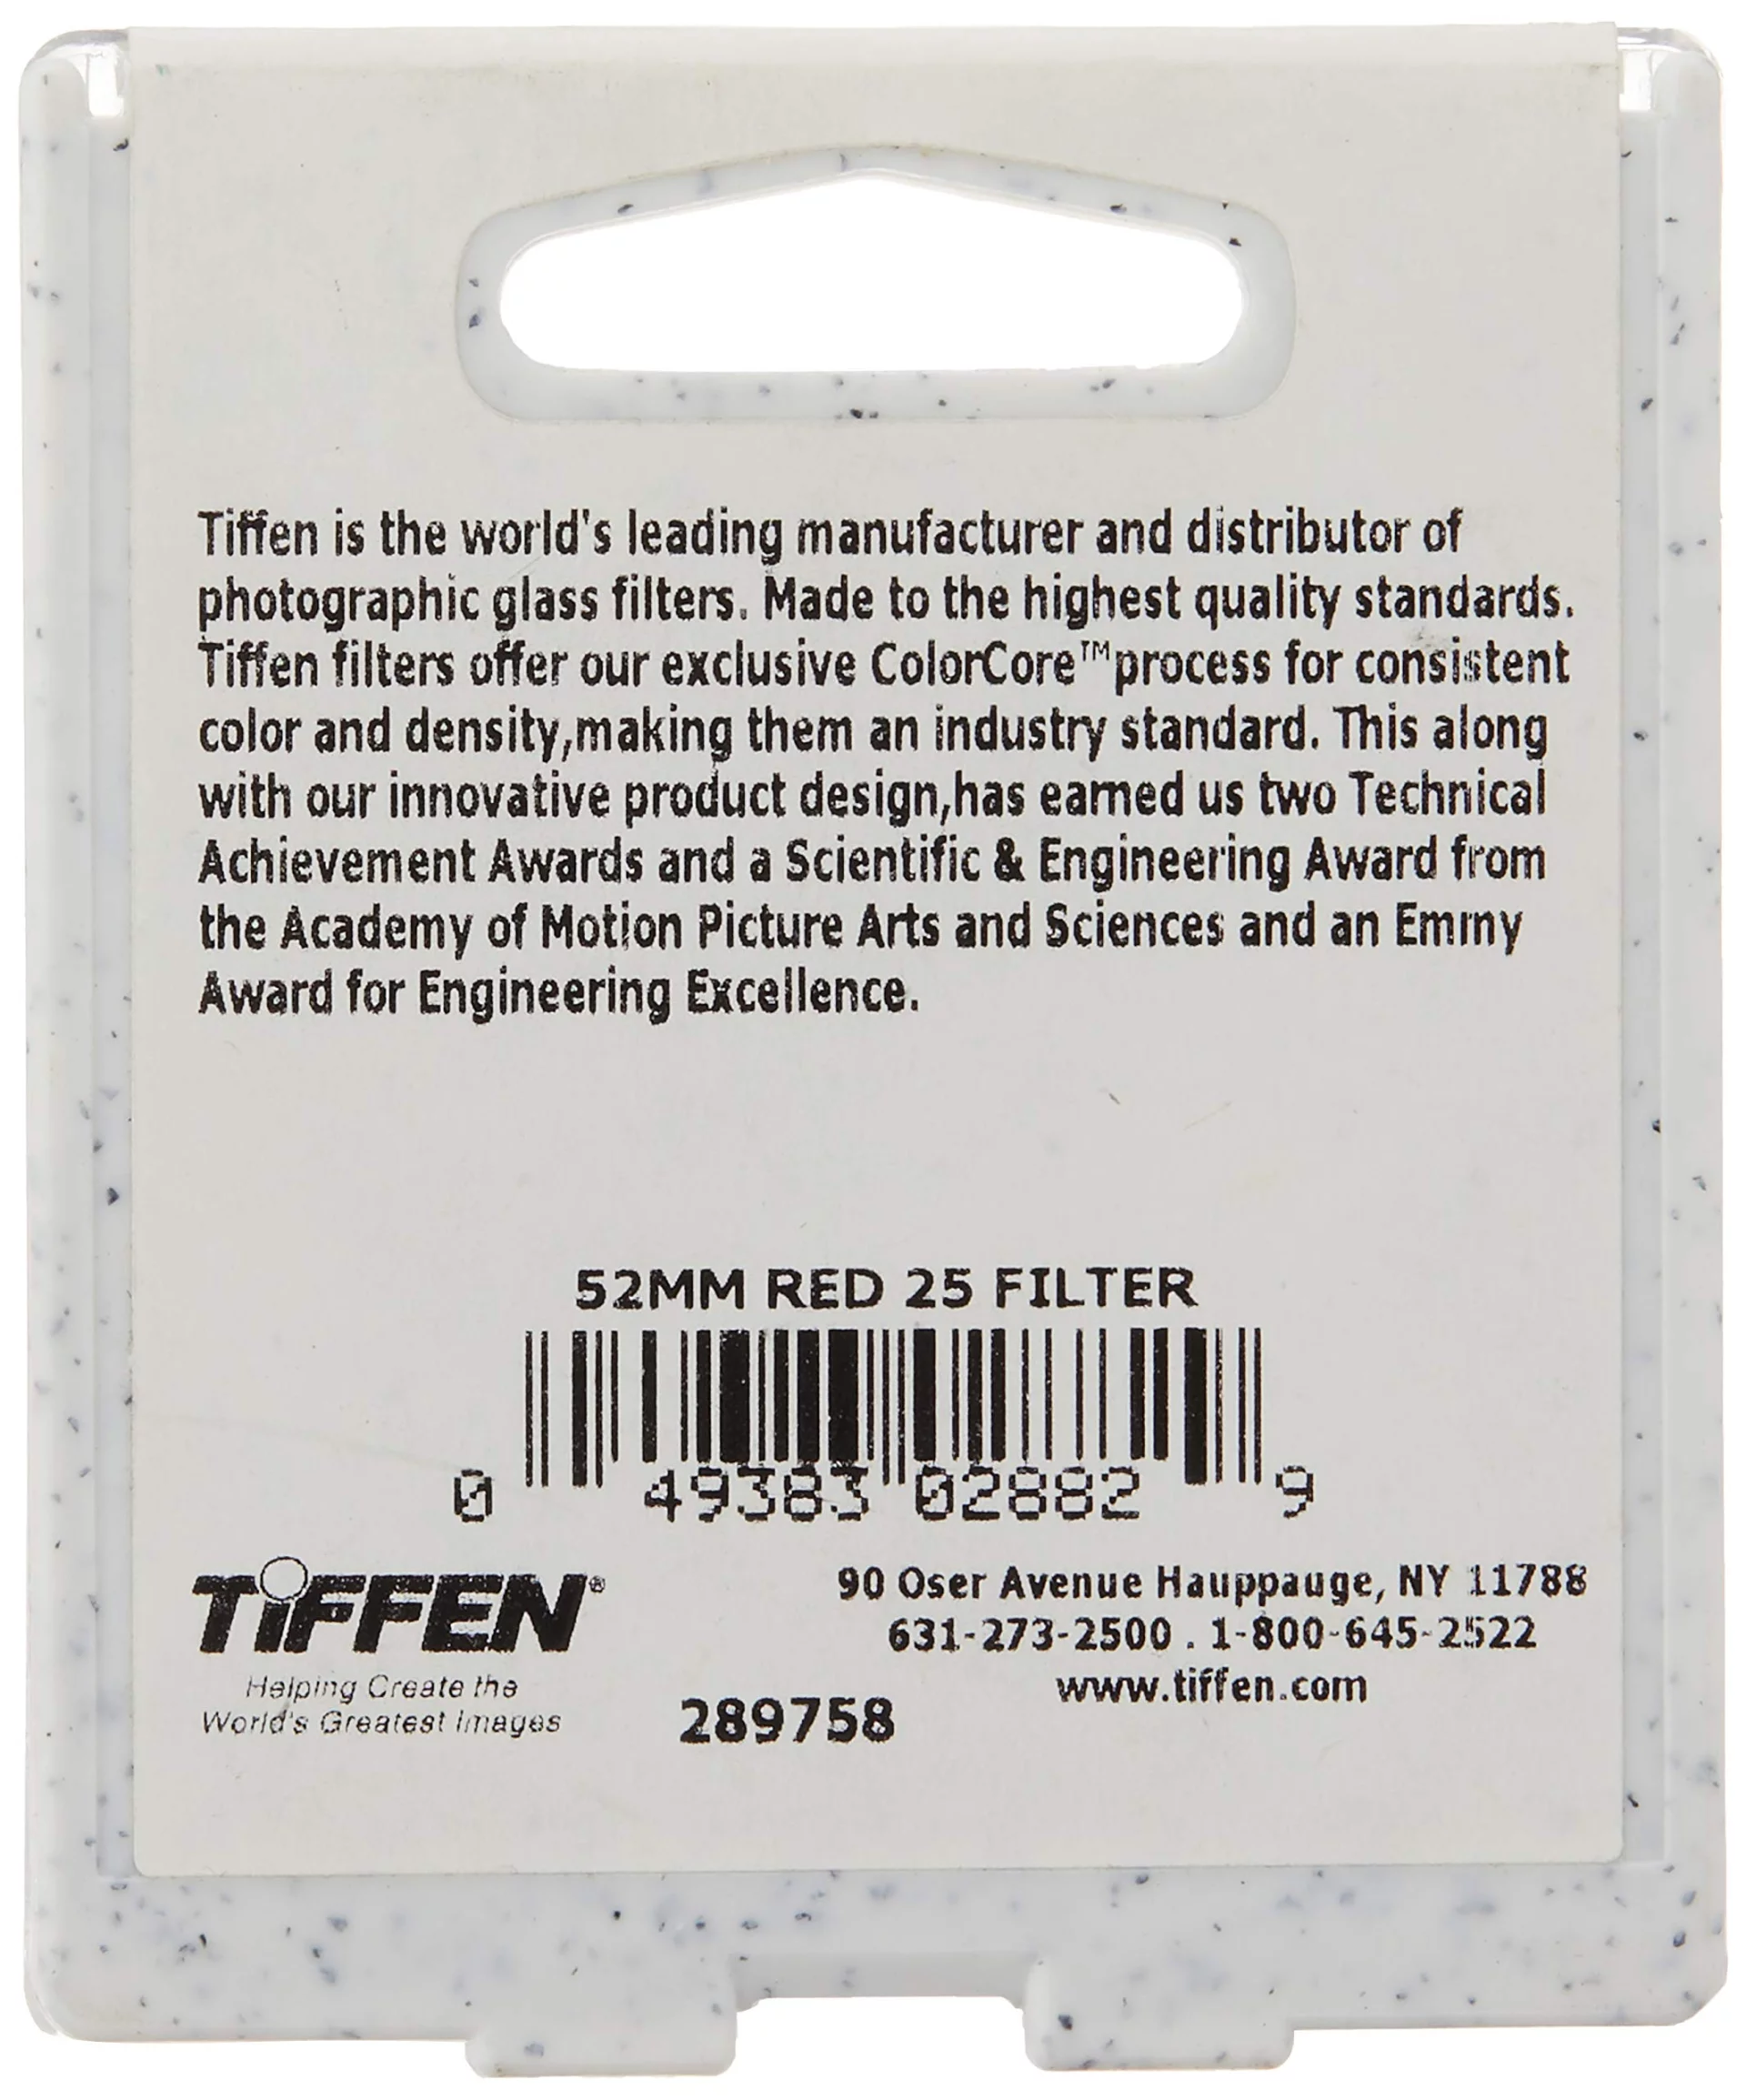 Tiffen is the world's leading manufacturer and distributor of
photographic glass filters. Made to the highest quality standards.
Tiffen filters offer our exclusive ColorCore™process for consistent
color and density,making them an industry standard. This along
with our innovative product design,has earned us two Technical
Achievement Awards and a Scientific & Engineering Award from
the Academy of Motion Picture Arts and Sciences and an Emmy
Award for Engineering Excellence.
52MM RED 25 FILTER
0 49383 02882 9
TiFFEN®
Helping Create the
World's Greatest Images
289758
90 Oser Avenue Hauppauge, NY 11788
631-273-2500 . 1-800-645-2522
www.tiffen.com